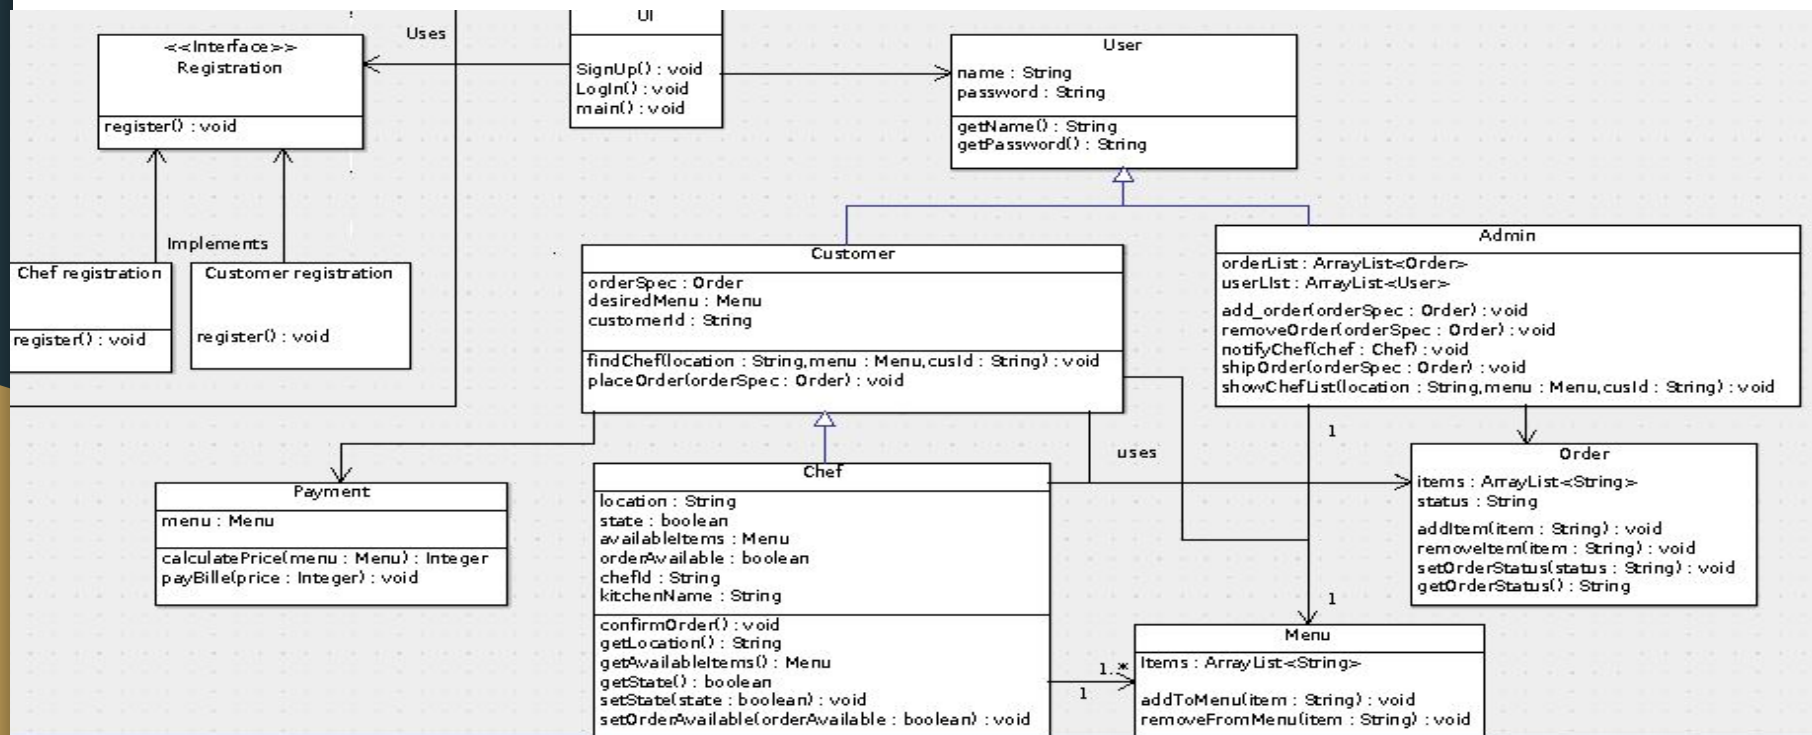 Uses
<<Interface>>
Registration
register() : void
Implements
Chef registration
register() : void
Customer registration
register() : void
UI
SignUp() : void
LogIn() : void
main() : void
User
name : String
password : String
getName() : String
getPassword() : String
Customer
orderSpec : Order
desiredMenu : Menu
customerId : String
findChef(location : String,menu : Menu,cusId : String) : void
placeOrder(orderSpec : Order) : void
Admin
orderList : ArrayList<Order>
userLIst : ArrayList<User>
add_order(orderSpec : Order) : void
removeOrder(orderSpec : Order) : void
notifyChef(chef : Chef) : void
shipOrder(orderSpec : Order) : void
showChefList(location : String,menu : Menu,cusId : String) : void
1
uses
Payment
menu : Menu
calculatePrice(menu : Menu) : Integer
payBille(price : Integer) : void
Chef
location : String
state : boolean
availableItems : Menu
orderAvailable : boolean
chefId : String
kitchenName : String
confirmOrder() : void
getLocation() : String
getAvailableItems() : Menu
getState() : boolean
setState(state : boolean) : void
setOrderAvailable(orderAvailable : boolean) : void
Order
items : ArrayList<String>
status : String
addItem(item : String) : void
removeItem(item : String) : void
setOrderStatus(status : String) : void
getOrderStatus() : String
1
1..*
1
Menu
Items : ArrayList<String>
addToMenu(item : String) : void
removeFromMenu(item : String) : void